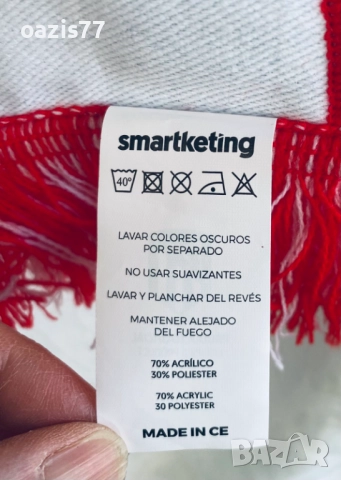 oazis77
smartketing
40°
LAVAR COLORES OSCUROS
POR SEPARADO
NO USAR SUAVIZANTES
LAVAR Y PLANCHAR DEL REVÉS
MANTENER ALEJADO
DEL FUEGO
70% ACRÍLICO
30% POLIESTER
70% ACRYLIC
30 POLYESTER
MADE IN CE
BAZAR